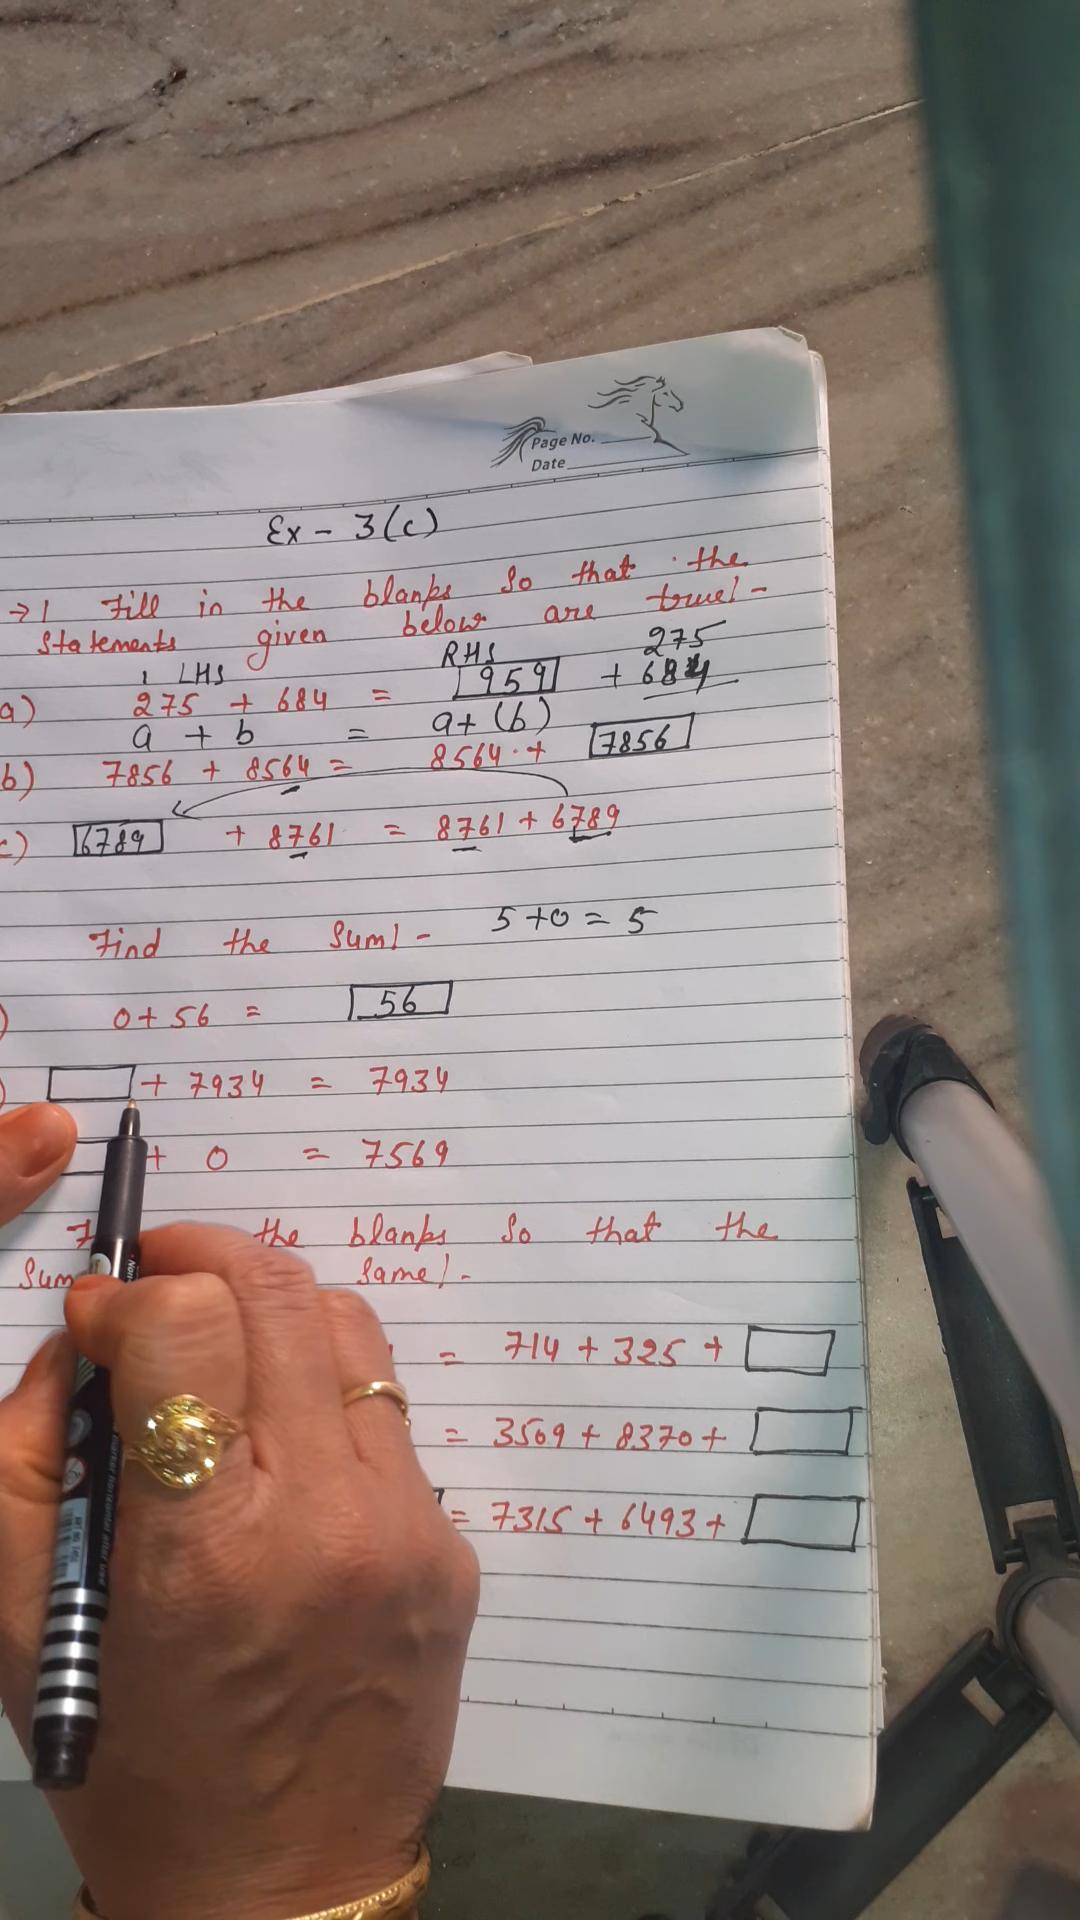 Page No.
Date
Ex - 3(c)
→ 1 Fill in the blanks so that the
statements given below are true! -
LHS RHS 275
a) 275 + 684 = 959 + 684
a + b = a + (b)
b) 7856 + 8564 = 8564 + 7856
c) 6789 + 8761 = 8761 + 6789
Find the Sum! - 5 + 0 = 5
) 0 + 56 = 56
) + 7934 = 7934
+ 0 = 7569
the blanks so that the
Sum same! -
= 714 + 325 +
= 3509 + 8370 +
= 7315 + 6493 +